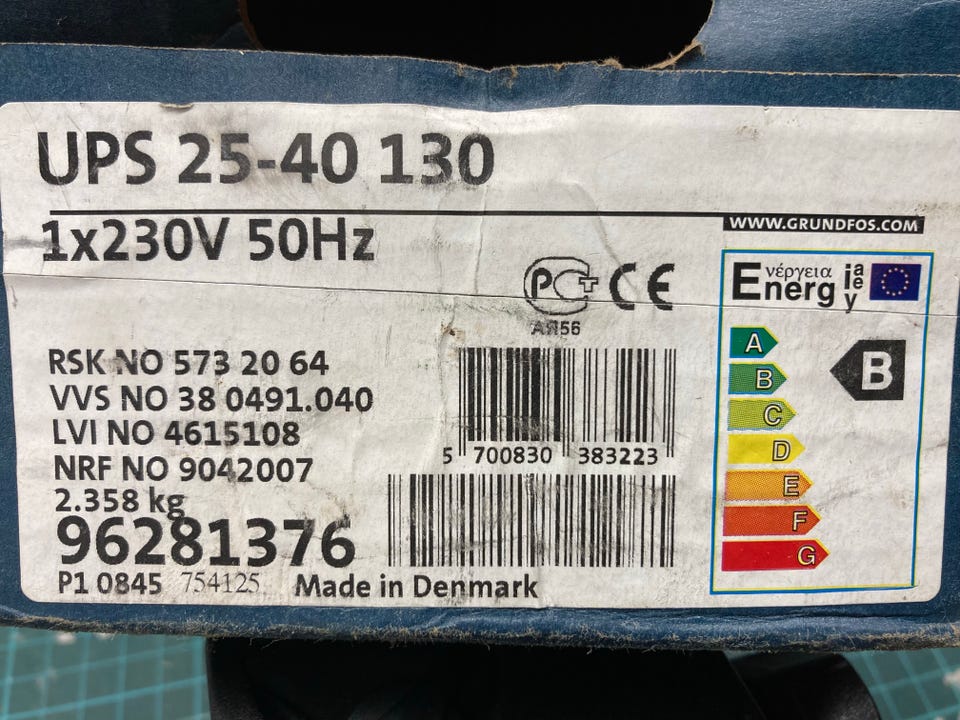 UPS 25-40 130
1x230V 50Hz
WWW.GRUNDFOS.COM
Ενέργεια
Energ ia
ae
y
PCT CE
АЯ56
RSK NO 573 20 64
VVS NO 38 0491.040
LVI NO 4615108
NRF NO 9042007
2.358 kg
96281376
P1 0845 754125 Made in Denmark
5 700830 383223
A
B
C
D
E
F
G
B